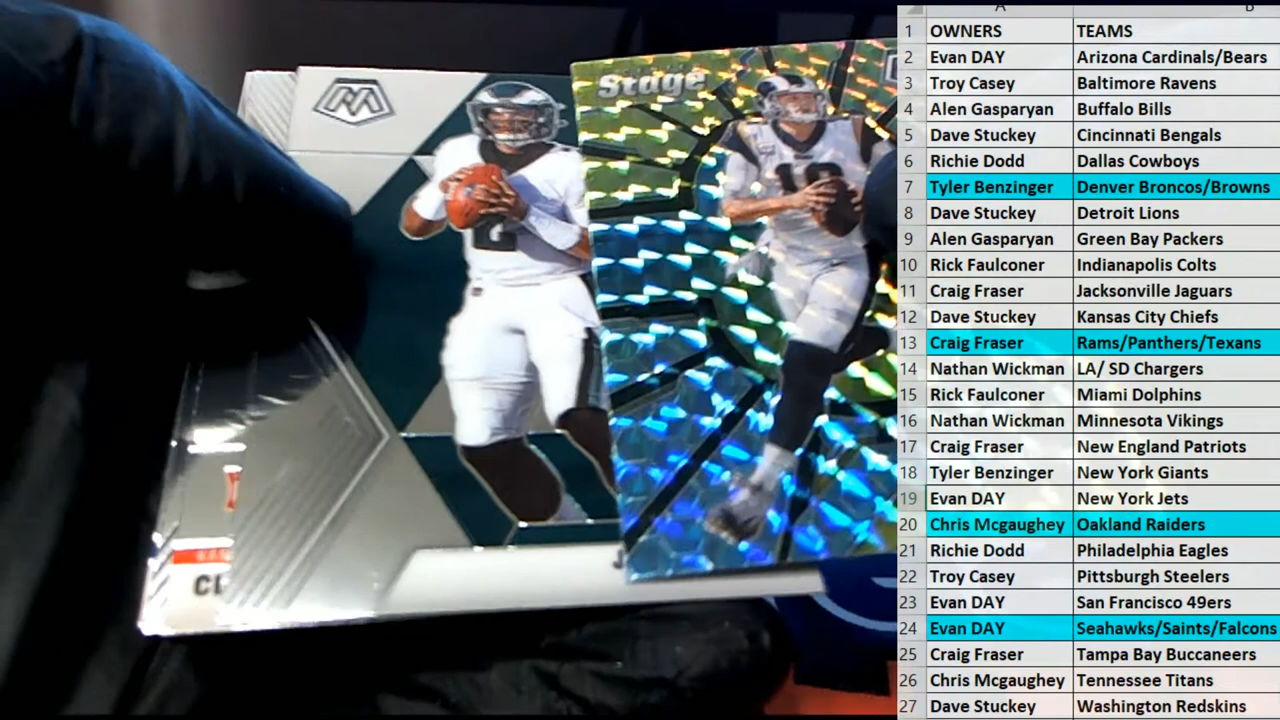 A B
1 OWNERS TEAMS
2 Evan DAY Arizona Cardinals/Bears
3 Troy Casey Baltimore Ravens
4 Alen Gasparyan Buffalo Bills
5 Dave Stuckey Cincinnati Bengals
6 Richie Dodd Dallas Cowboys
7 Tyler Benzinger Denver Broncos/Browns
8 Dave Stuckey Detroit Lions
9 Alen Gasparyan Green Bay Packers
10 Rick Faulconer Indianapolis Colts
11 Craig Fraser Jacksonville Jaguars
12 Dave Stuckey Kansas City Chiefs
13 Craig Fraser Rams/Panthers/Texans
14 Nathan Wickman LA/ SD Chargers
15 Rick Faulconer Miami Dolphins
16 Nathan Wickman Minnesota Vikings
17 Craig Fraser New England Patriots
18 Tyler Benzinger New York Giants
19 Evan DAY New York Jets
20 Chris Mcgaughey Oakland Raiders
21 Richie Dodd Philadelphia Eagles
22 Troy Casey Pittsburgh Steelers
23 Evan DAY San Francisco 49ers
24 Evan DAY Seahawks/Saints/Falcons
25 Craig Fraser Tampa Bay Buccaneers
26 Chris Mcgaughey Tennessee Titans
27 Dave Stuckey Washington Redskins
M
Stage
2